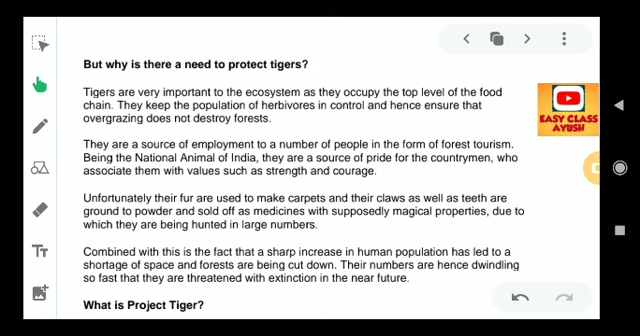 But why is there a need to protect tigers?
Tigers are very important to the ecosystem as they occupy the top level of the food
chain. They keep the population of herbivores in control and hence ensure that
overgrazing does not destroy forests.
They are a source of employment to a number of people in the form of forest tourism.
Being the National Animal of India, they are a source of pride for the countrymen, who
associate them with values such as strength and courage.
Unfortunately their fur are used to make carpets and their claws as well as teeth are
ground to powder and sold off as medicines with supposedly magical properties, due to
which they are being hunted in large numbers.
Combined with this is the fact that a sharp increase in human population has led to a
shortage of space and forests are being cut down. Their numbers are hence dwindling
so fast that they are threatened with extinction in the near future.
What is Project Tiger?
EASY CLASS
AYUSH
TT